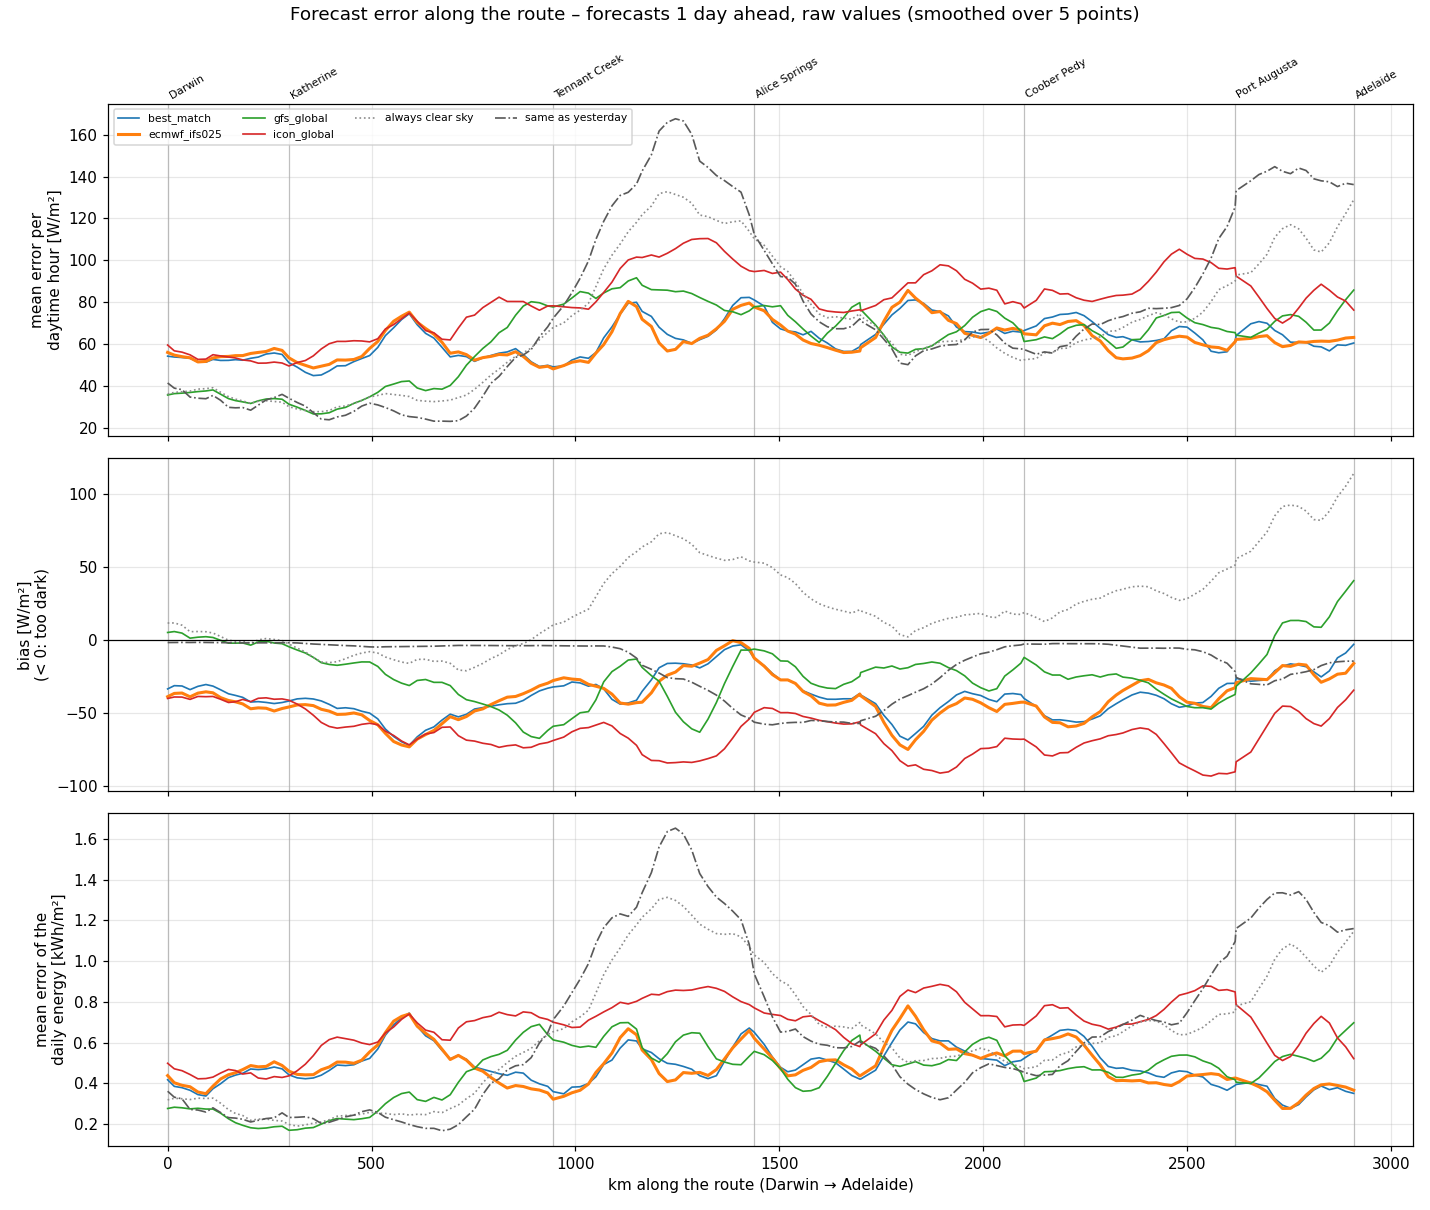 Forecast error along the route – forecasts 1 day ahead, raw values (smoothed over 5 points)
Darwin
Katherine
Tennant Creek
Alice Springs
Coober Pedy
Port Augusta
Adelaide
best_match
ecmwf_ifs025
gfs_global
icon_global
always clear sky
same as yesterday
mean error per
daytime hour [W/m²]
160
140
120
100
80
60
40
20
bias [W/m²]
(< 0: too dark)
100
50
0
−50
−100
mean error of the
daily energy [kWh/m²]
1.6
1.4
1.2
1.0
0.8
0.6
0.4
0.2
0
500
1000
1500
2000
2500
3000
km along the route (Darwin → Adelaide)